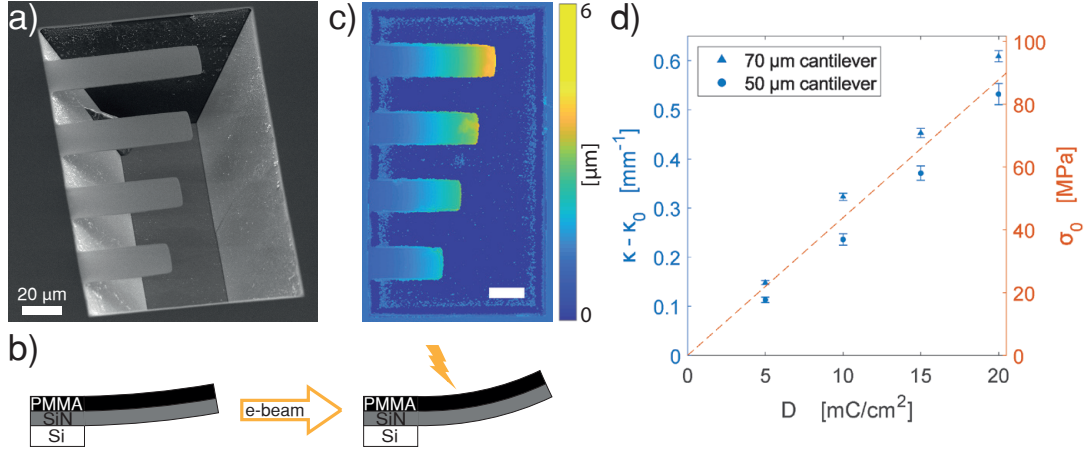 a)
20 µm
b)
PMMA
SiN
Si
e-beam
PMMA
SiN
Si
c)
6
[µm]
0
d)
70 µm cantilever
50 µm cantilever
0.6
0.5
0.4
0.3
0.2
0.1
0
κ - κ₀ [mm⁻¹]
0
5
10
15
20
D [mC/cm²]
100
80
60
40
20
0
σ₀ [MPa]